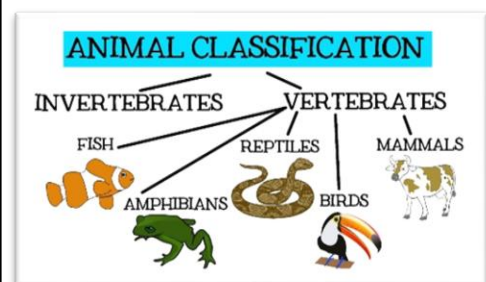 ANIMAL CLASSIFICATION
INVERTEBRATES VERTEBRATES
FISH REPTILES MAMMALS
AMPHIBIANS BIRDS